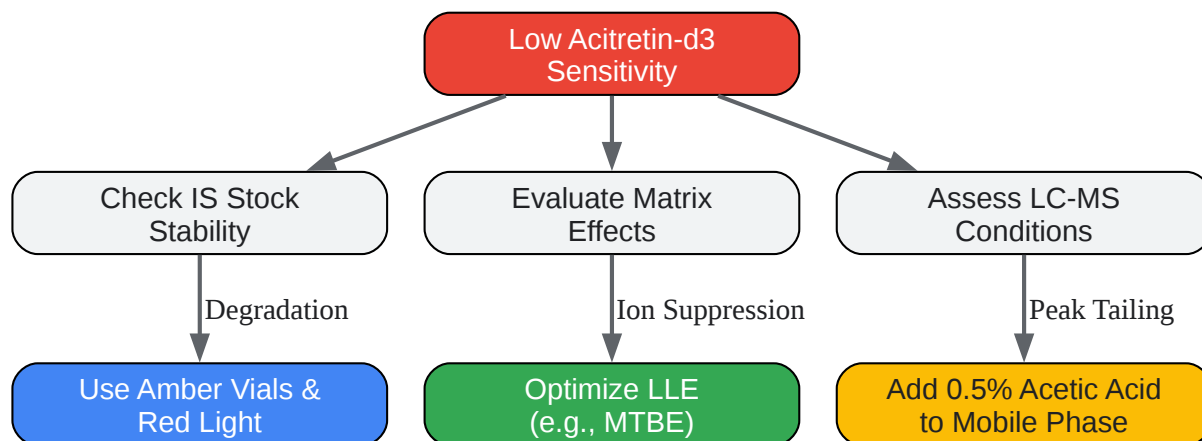 Low Acitretin-d3
Sensitivity
Check IS Stock
Stability
Evaluate Matrix
Effects
Assess LC-MS
Conditions
Degradation
Ion Suppression
Peak Tailing
Use Amber Vials &
Red Light
Optimize LLE
(e.g., MTBE)
Add 0.5% Acetic Acid
to Mobile Phase